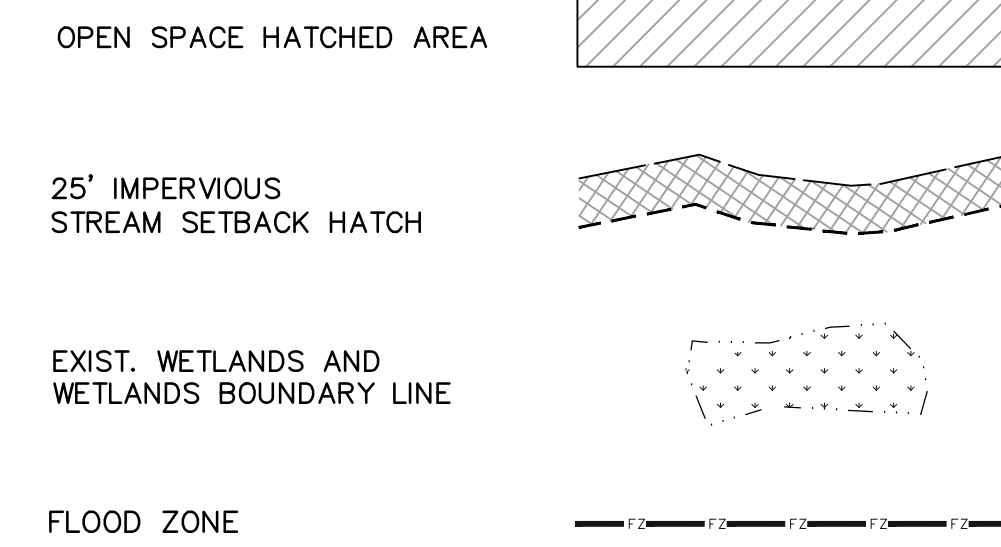 OPEN SPACE HATCHED AREA
25' IMPERVIOUS
STREAM SETBACK HATCH
EXIST. WETLANDS AND
WETLANDS BOUNDARY LINE
FLOOD ZONE
FZ FZ FZ FZ FZ